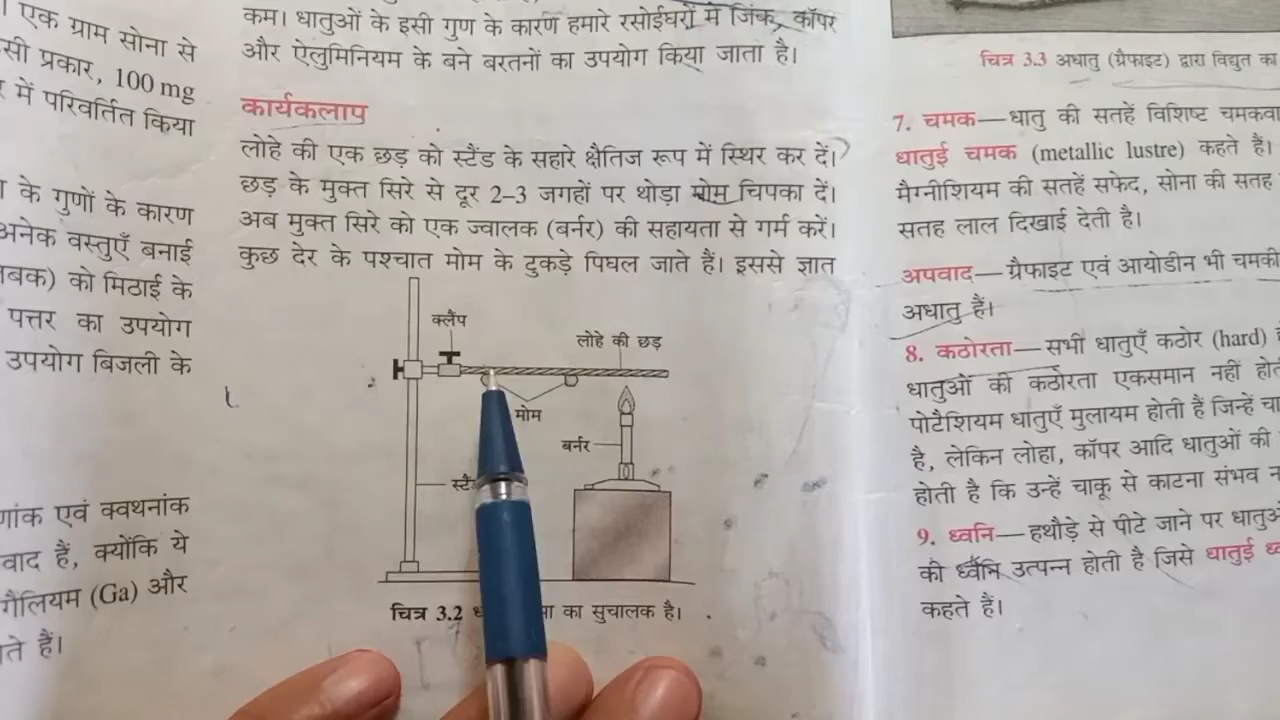 एक ग्राम सोना से
सी प्रकार, 100 mg
में परिवर्तित किया
के गुणों के कारण
अनेक वस्तुएँ बनाई
को मिठाई के
पत्तर का उपयोग
उपयोग बिजली के
एवं क्वथनांक
वाद हैं, क्योंकि ये
गैलियम (Ga) और
ते हैं।
कम। धातुओं के इसी गुण के कारण हमारे रसोईघरों में जिंक, कॉपर
और ऐलुमिनियम के बने बरतनों का उपयोग किया जाता है।
कार्यकलाप
लोहे की एक छड़ को स्टैंड के सहारे क्षैतिज रूप में स्थिर कर दें।
छड़ के मुक्त सिरे से दूर 2–3 जगहों पर थोड़ा मोम चिपका दें।
अब मुक्त सिरे को एक ज्वालक (बर्नर) की सहायता से गर्म करें।
कुछ देर के पश्चात मोम के टुकड़े पिघल जाते हैं। इससे ज्ञात
क्लैंप
लोहे की छड़
मोम
बर्नर
चित्र 3.2 का सुचालक है।
चित्र 3.3 अधातु (ग्रैफाइट) द्वारा विद्युत का
7. चमक—धातु की सतहें विशिष्ट चमकवा
धातुई चमक (metallic lustre) कहते हैं।
मैग्नीशियम की सतहें सफेद, सोना की सतह
सतह लाल दिखाई देती है।
अपवाद—ग्रैफाइट एवं आयोडीन भी चमकी
अधातु हैं।
8. कठोरता—सभी धातुएँ कठोर (hard)
धातुओं की कठोरता एकसमान नहीं होत
पोटैशियम धातुएँ मुलायम होती हैं जिन्हें चा
है, लेकिन लोहा, कॉपर आदि धातुओं की
होती है कि उन्हें चाकू से काटना संभव न
9. ध्वनि—हथौड़े से पीटे जाने पर धातुओ
की ध्वनि उत्पन्न होती है जिसे धातुई ध्व
कहते हैं।